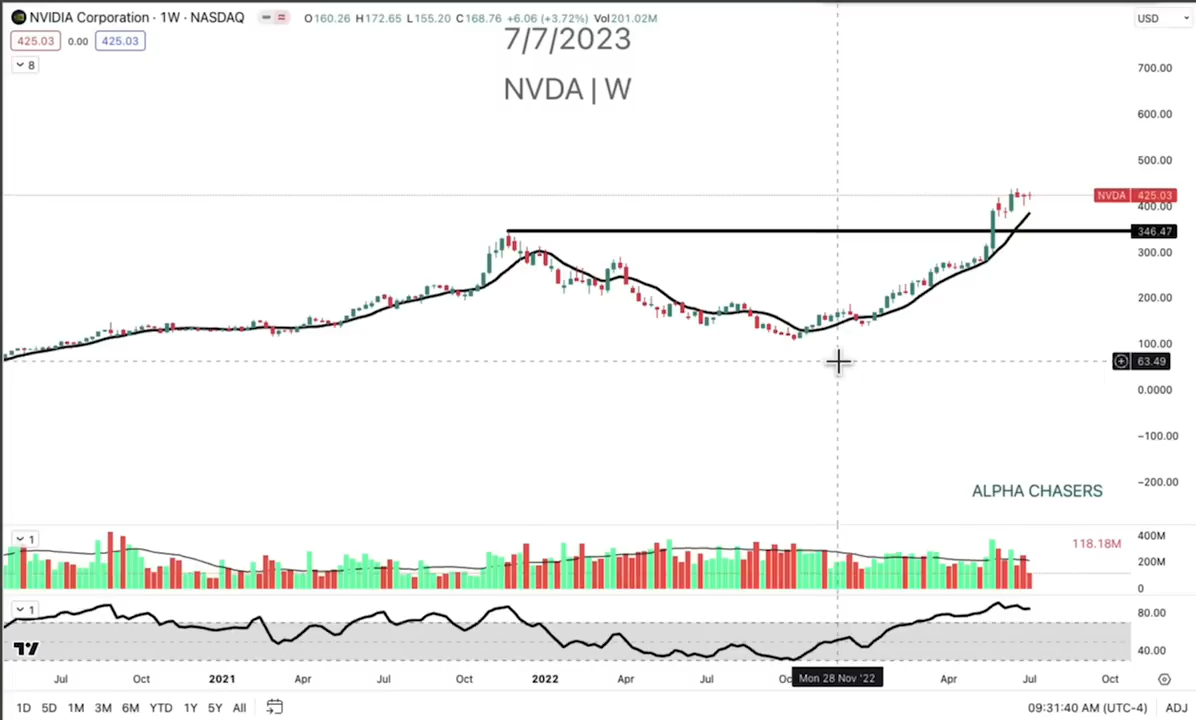 NVIDIA Corporation · 1W · NASDAQ O160.26 H172.65 L155.20 C168.76 +6.06 (+3.72%) Vol201.02M USD
425.03 0.00 425.03
8
7/7/2023
NVDA | W
700.00
600.00
500.00
NVDA 425.03
400.00
346.47
300.00
200.00
100.00
63.49
0.0000
−100.00
−200.00
ALPHA CHASERS
1
400M
118.18M
200M
0
1
80.00
40.00
Jul Oct 2021 Apr Jul Oct 2022 Apr Jul Oc Mon 28 Nov '22 Apr Jul Oct
1D 5D 1M 3M 6M YTD 1Y 5Y All 09:31:40 AM (UTC-4) ADJ